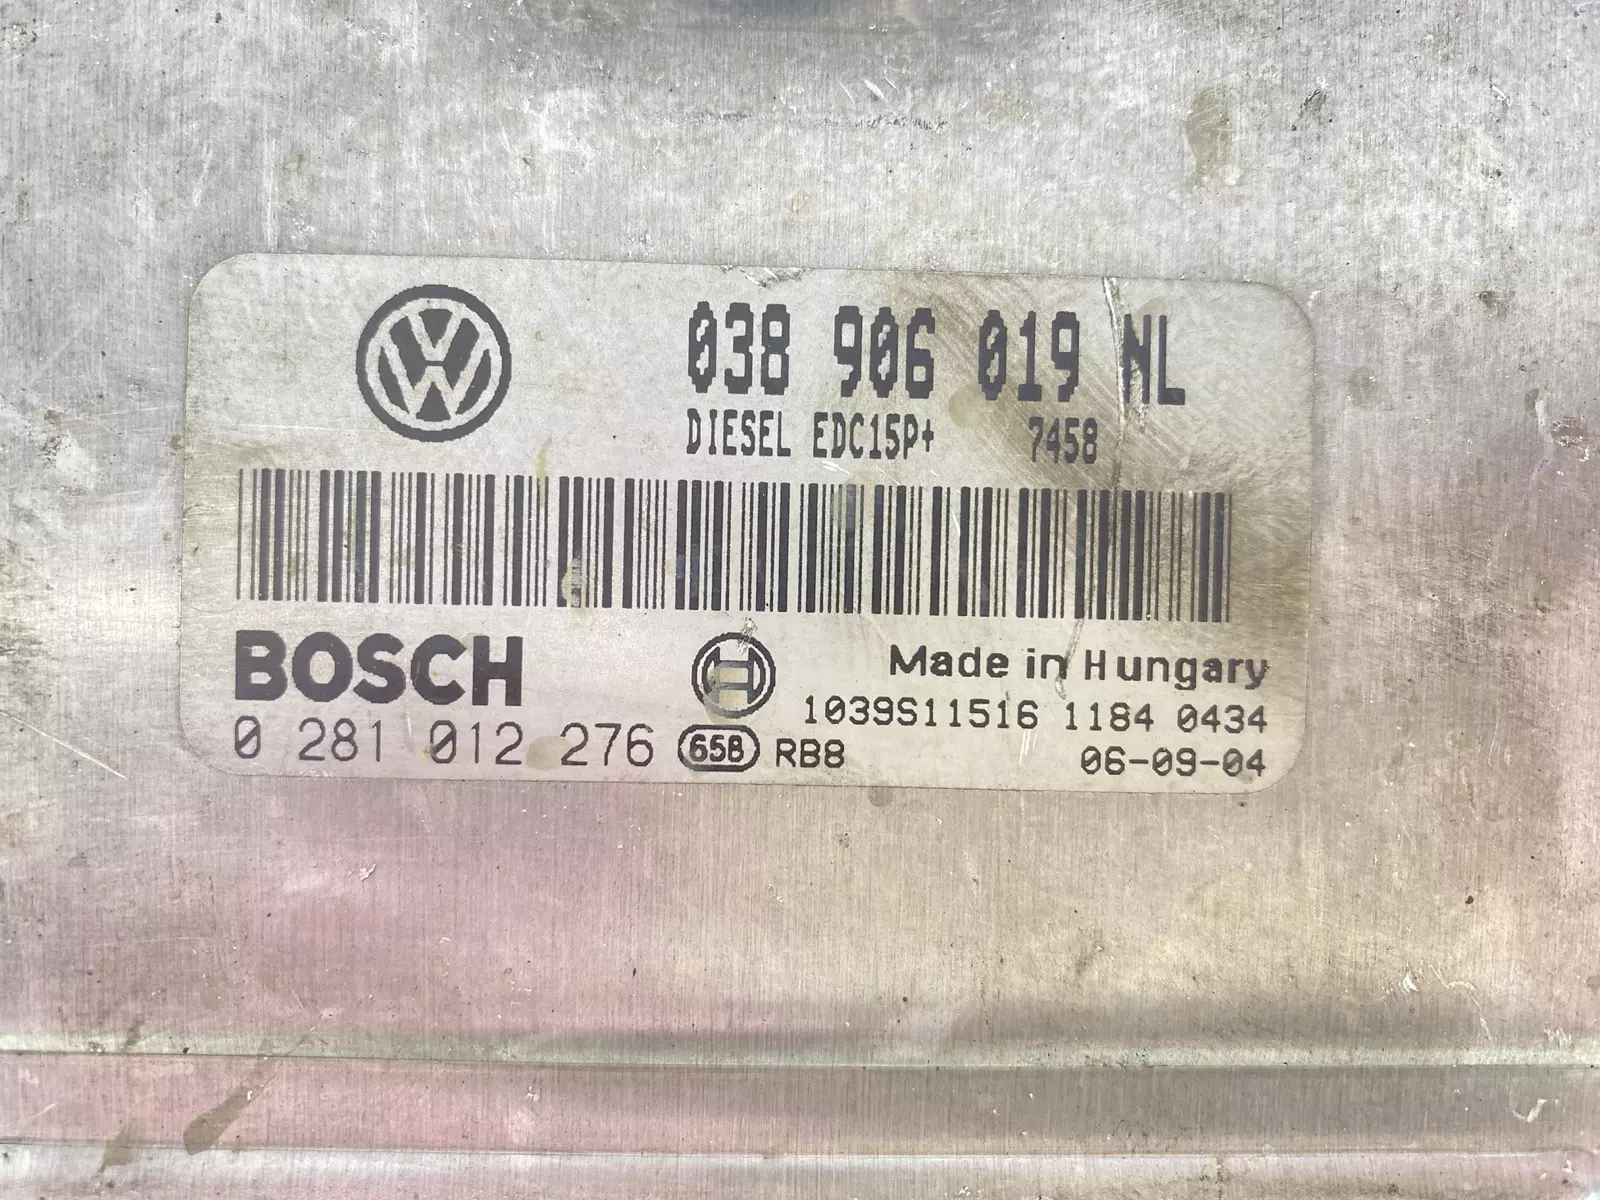 038 906 019 NL
DIESEL EDC15P+ 7458
BOSCH
Made in Hungary
1039S11516 1184 0434
0 281 012 276 658 RB8
06-09-04